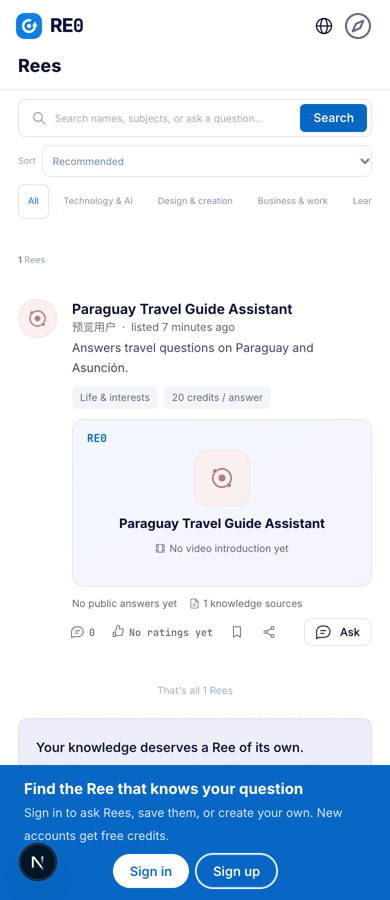 RE0
Rees
Search names, subjects, or ask a question...
Search
Sort
Recommended
All
Technology & AI
Design & creation
Business & work
Lear
1 Rees
Paraguay Travel Guide Assistant
预览用户 · listed 7 minutes ago
Answers travel questions on Paraguay and
Asunción.
Life & interests
20 credits / answer
RE0
Paraguay Travel Guide Assistant
No video introduction yet
No public answers yet
1 knowledge sources
0
No ratings yet
Ask
That's all 1 Rees
Your knowledge deserves a Ree of its own.
Find the Ree that knows your question
Sign in to ask Rees, save them, or create your own. New
accounts get free credits.
N
Sign in
Sign up